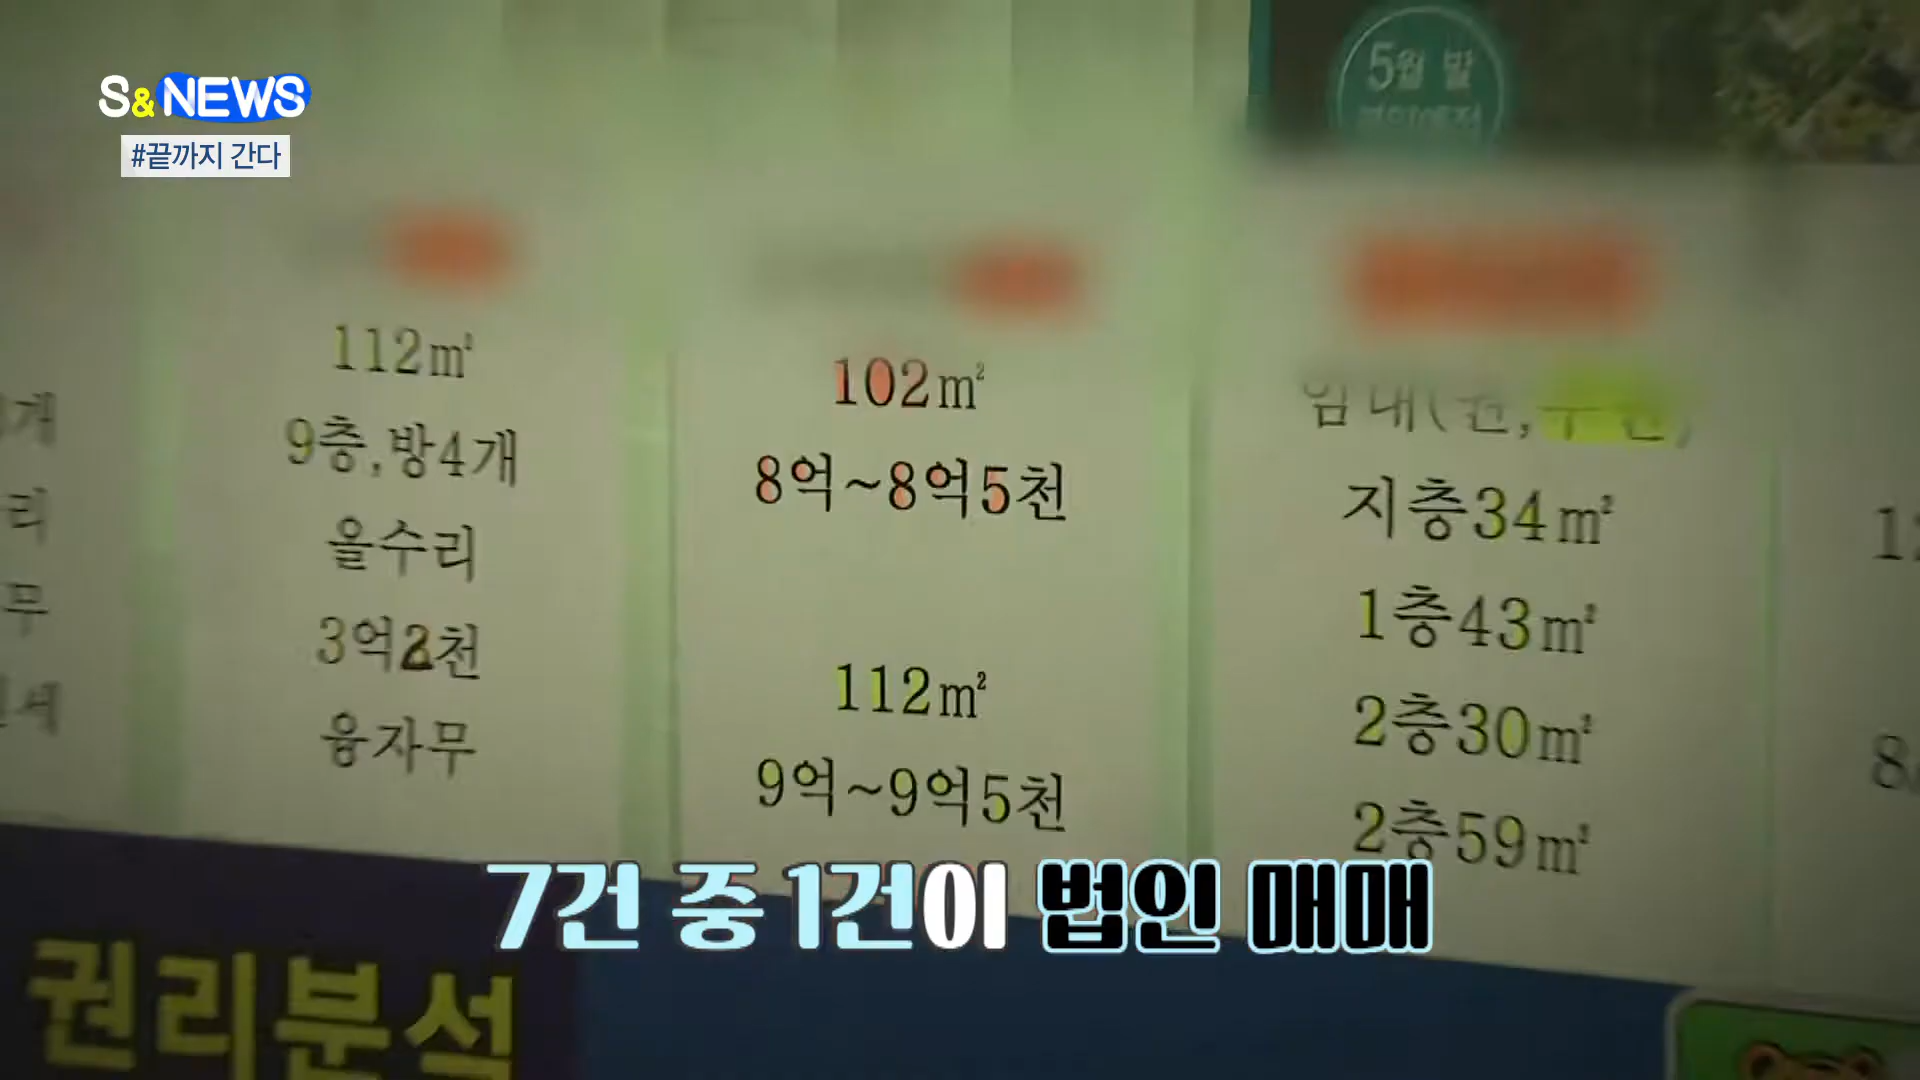 S&NEWS
#끝까지 간다
5월 말
112㎡
9층,방4개
올수리
3억2천
융자무
102㎡
8억~8억5천
112㎡
9억~9억5천
지층34㎡
1층43㎡
2층30㎡
2층59㎡
7건 중 1건이 법인 매매
권리분석